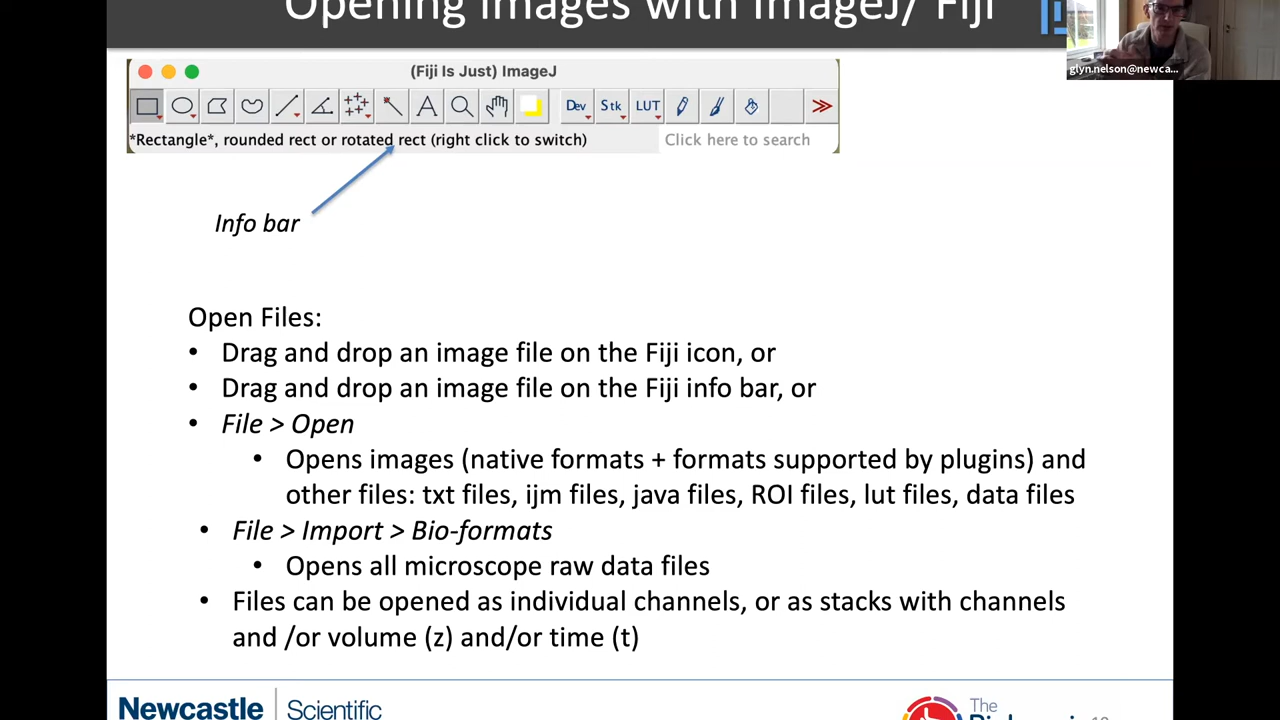 Opening Images with ImageJ/ Fiji
glyn.nelson@newca...
(Fiji Is Just) ImageJ
Dev Stk LUT
*Rectangle*, rounded rect or rotated rect (right click to switch)
Click here to search
Info bar
Open Files:
• Drag and drop an image file on the Fiji icon, or
• Drag and drop an image file on the Fiji info bar, or
• File > Open
• Opens images (native formats + formats supported by plugins) and
other files: txt files, ijm files, java files, ROI files, lut files, data files
• File > Import > Bio-formats
• Opens all microscope raw data files
• Files can be opened as individual channels, or as stacks with channels
and /or volume (z) and/or time (t)
Newcastle
Scientific
The